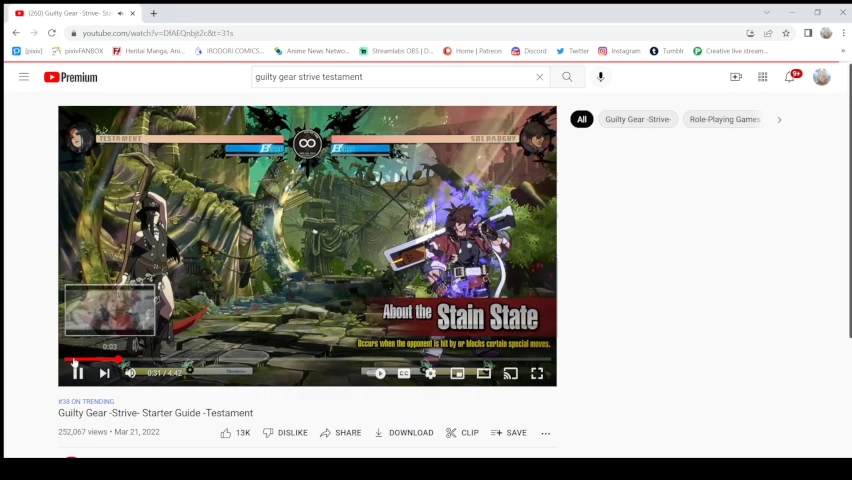 (260) Guilty Gear -Strive- Sta
youtube.com/watch?v=DfAEQnbjt2c&t=31s
[pixiv]
pixivFANBOX
Hentai Manga, Ani...
IRODORI COMICS...
Anime News Network...
Streamlabs OBS | D...
Home | Patreon
Discord
Twitter
Instagram
Tumblr
Creative live stream...
Premium
guilty gear strive testament
9+
All
Guilty Gear -Strive-
Role-Playing Games
TESTAMENT
SOL BADGUY
Burst
Burst
About the Stain State
Occurs when the opponent is hit by or blocks certain special moves.
0:03
0:31 / 4:42
#38 ON TRENDING
Guilty Gear -Strive- Starter Guide -Testament
252,067 views • Mar 21, 2022
13K
DISLIKE
SHARE
DOWNLOAD
CLIP
SAVE